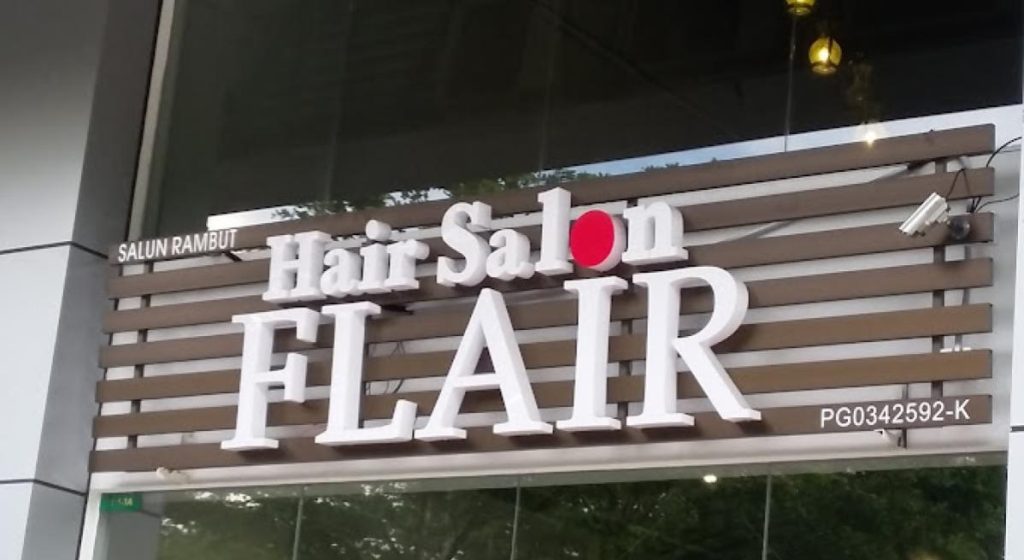 SALUN RAMBUT
Hair Salon
FLAIR
PG0342592-K